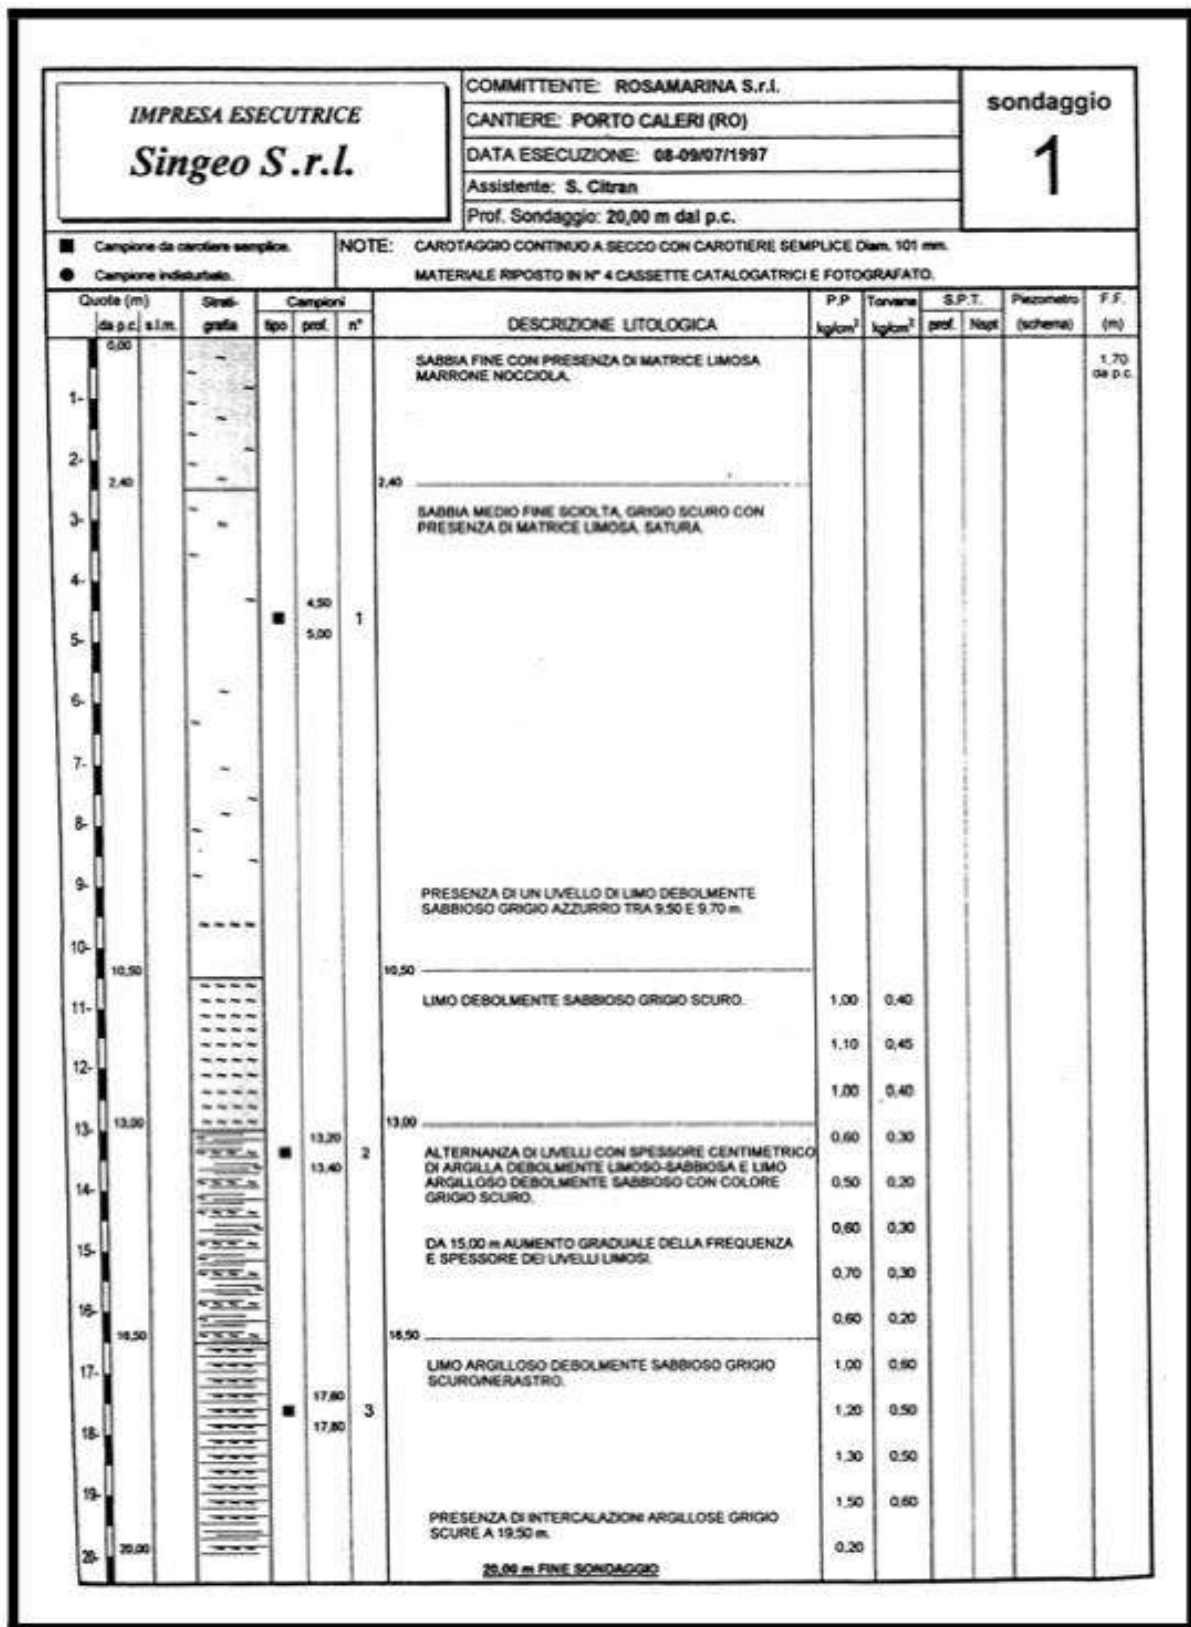 IMPRESA ESECUTRICE
Singeo S.r.l.
COMMITTENTE: ROSAMARINA S.r.l.
CANTIERE: PORTO CALERI (RO)
DATA ESECUZIONE: 08-09/07/1997
Assistente: S. Citran
Prof. Sondaggio: 20,00 m dal p.c.
sondaggio
1
Campione da carotiere semplice.
Campione indisturbato.
NOTE: CAROTAGGIO CONTINUO A SECCO CON CAROTIERE SEMPLICE Diam. 101 mm.
MATERIALE RIPOSTO IN N° 4 CASSETTE CATALOGATRICI E FOTOGRAFATO.
Quote (m) Strati- Campioni P.P Torvane S.P.T. Piezometro F.F.
da p.c. s.l.m. grafia tipo prof. n° DESCRIZIONE LITOLOGICA kg/cm² kg/cm² prof. Nspt (schema) (m)
0,00
SABBIA FINE CON PRESENZA DI MATRICE LIMOSA
MARRONE NOCCIOLA.
1,70
da p.c.
1-
2-
2,40 2,40
3-
SABBIA MEDIO FINE SCIOLTA, GRIGIO SCURO CON
PRESENZA DI MATRICE LIMOSA, SATURA.
4-
4,50
1
5,00
5-
6-
7-
8-
9-
PRESENZA DI UN LIVELLO DI LIMO DEBOLMENTE
SABBIOSO GRIGIO AZZURRO TRA 9,50 E 9,70 m.
10-
10,50 10,50
11-
LIMO DEBOLMENTE SABBIOSO GRIGIO SCURO. 1,00 0,40
1,10 0,45
12-
1,00 0,40
13- 13,00 13,00
13,20
2
13,40
0,60 0,30
ALTERNANZA DI LIVELLI CON SPESSORE CENTIMETRICO
DI ARGILLA DEBOLMENTE LIMOSO-SABBIOSA E LIMO
ARGILLOSO DEBOLMENTE SABBIOSO CON COLORE
GRIGIO SCURO.
14-
0,50 0,20
0,60 0,30
15-
DA 15,00 m AUMENTO GRADUALE DELLA FREQUENZA
E SPESSORE DEI LIVELLI LIMOSI.
0,70 0,30
16-
0,60 0,20
16,50 16,50
17-
LIMO ARGILLOSO DEBOLMENTE SABBIOSO GRIGIO
SCURO/NERASTRO.
1,00 0,60
17,60
3
17,80
1,20 0,50
18-
1,30 0,50
19-
1,50 0,60
PRESENZA DI INTERCALAZIONI ARGILLOSE GRIGIO
SCURE A 19,50 m.
0,20
20- 20,00
20,00 m FINE SONDAGGIO